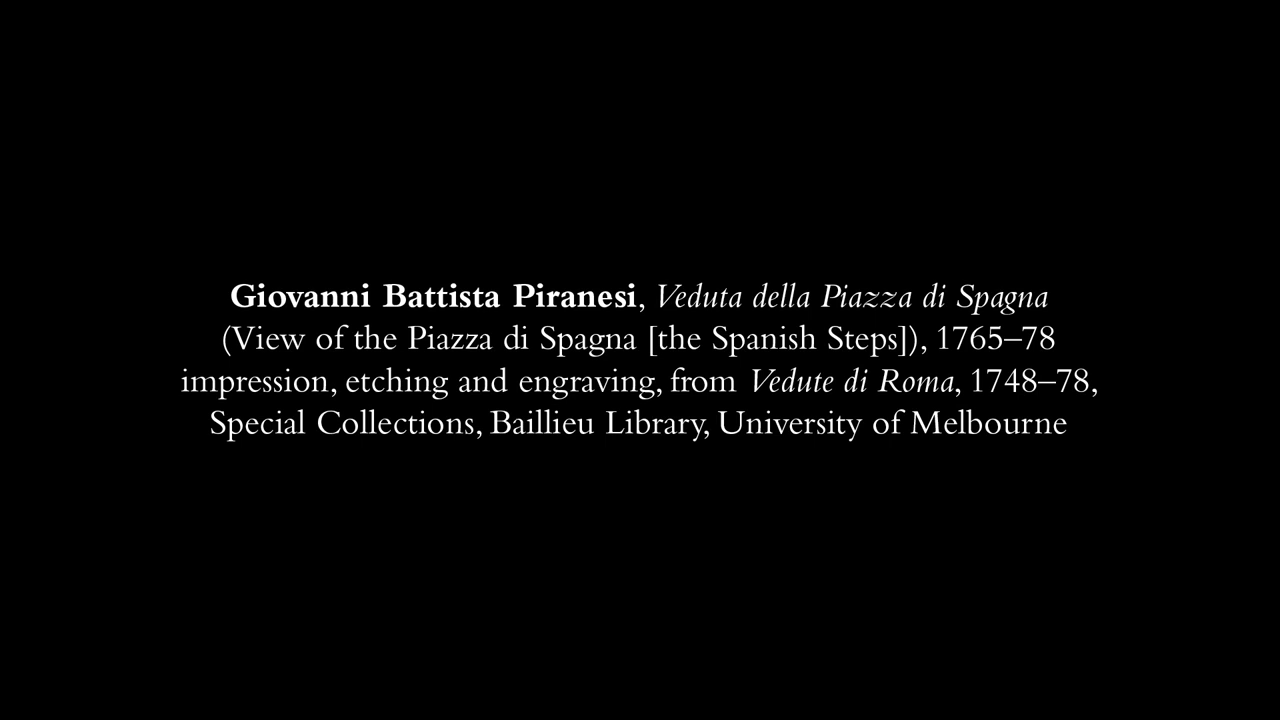 Giovanni Battista Piranesi, Veduta della Piazza di Spagna
(View of the Piazza di Spagna [the Spanish Steps]), 1765–78
impression, etching and engraving, from Vedute di Roma, 1748–78,
Special Collections, Baillieu Library, University of Melbourne